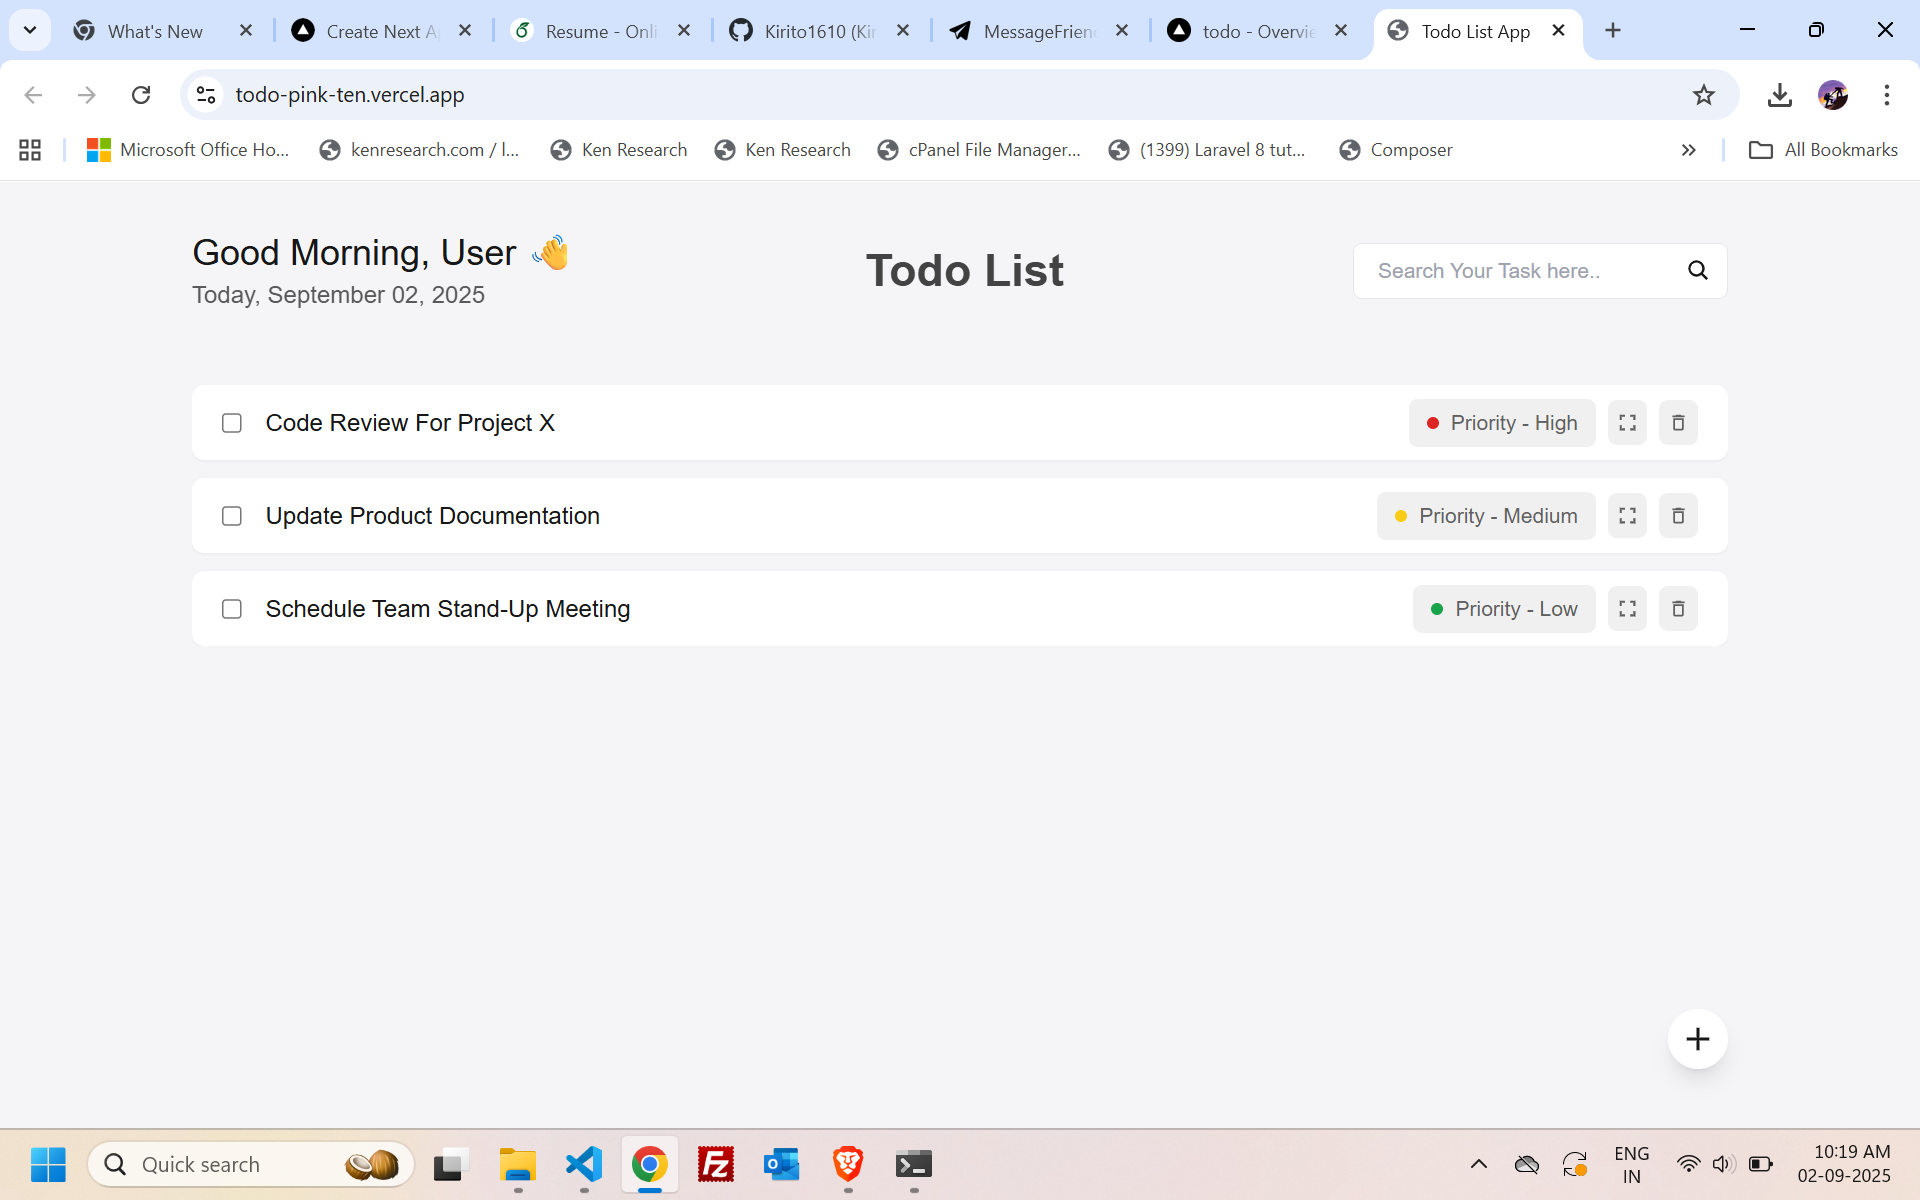 What's New
Create Next A
Resume - Onli
Kirito1610 (Kir
MessageFrien
todo - Overvie
Todo List App
todo-pink-ten.vercel.app
Microsoft Office Ho...
kenresearch.com / l...
Ken Research
Ken Research
cPanel File Manager...
(1399) Laravel 8 tut...
Composer
All Bookmarks
Good Morning, User 👋
Today, September 02, 2025
Todo List
Search Your Task here..
Code Review For Project X
Priority - High
Update Product Documentation
Priority - Medium
Schedule Team Stand-Up Meeting
Priority - Low
Quick search
ENG
IN
10:19 AM
02-09-2025